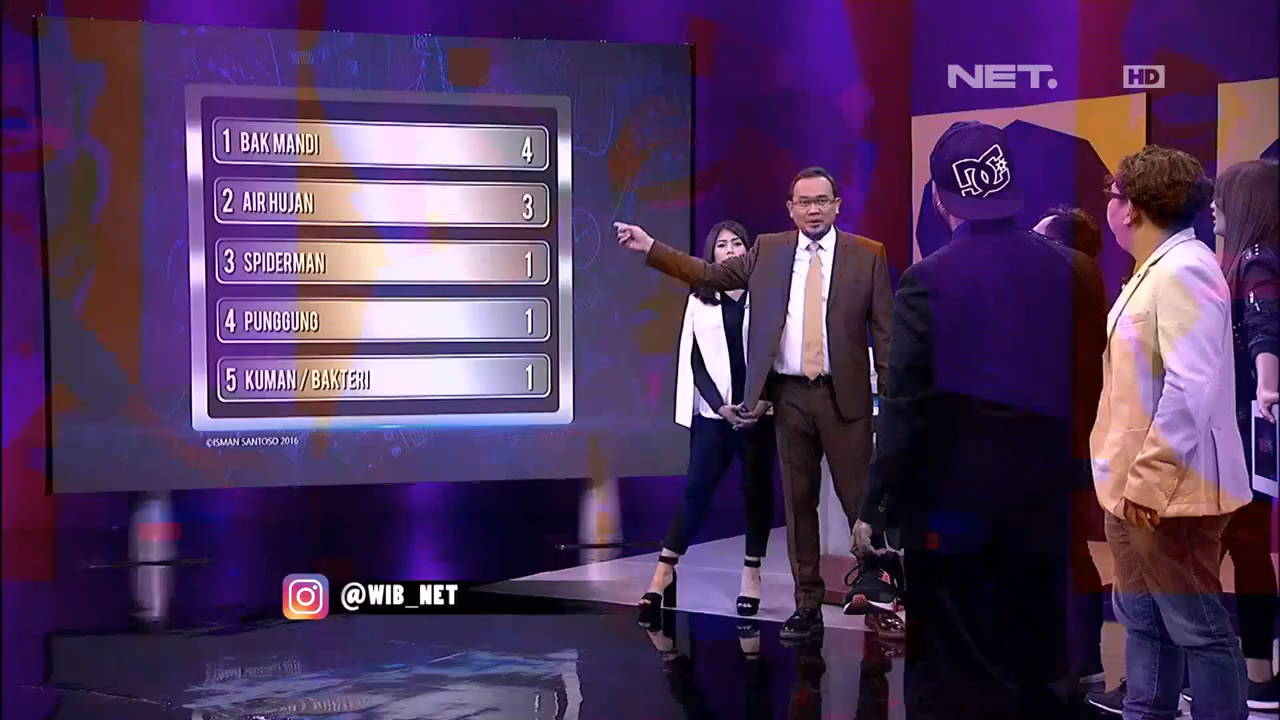 NET.
HD
1 BAK MANDI 4
2 AIR HUJAN 3
3 SPIDERMAN 1
4 PUNGGUNG 1
5 KUMAN / BAKTERI 1
©ISMAN SANTOSO 2016
@WIB_NET
DC